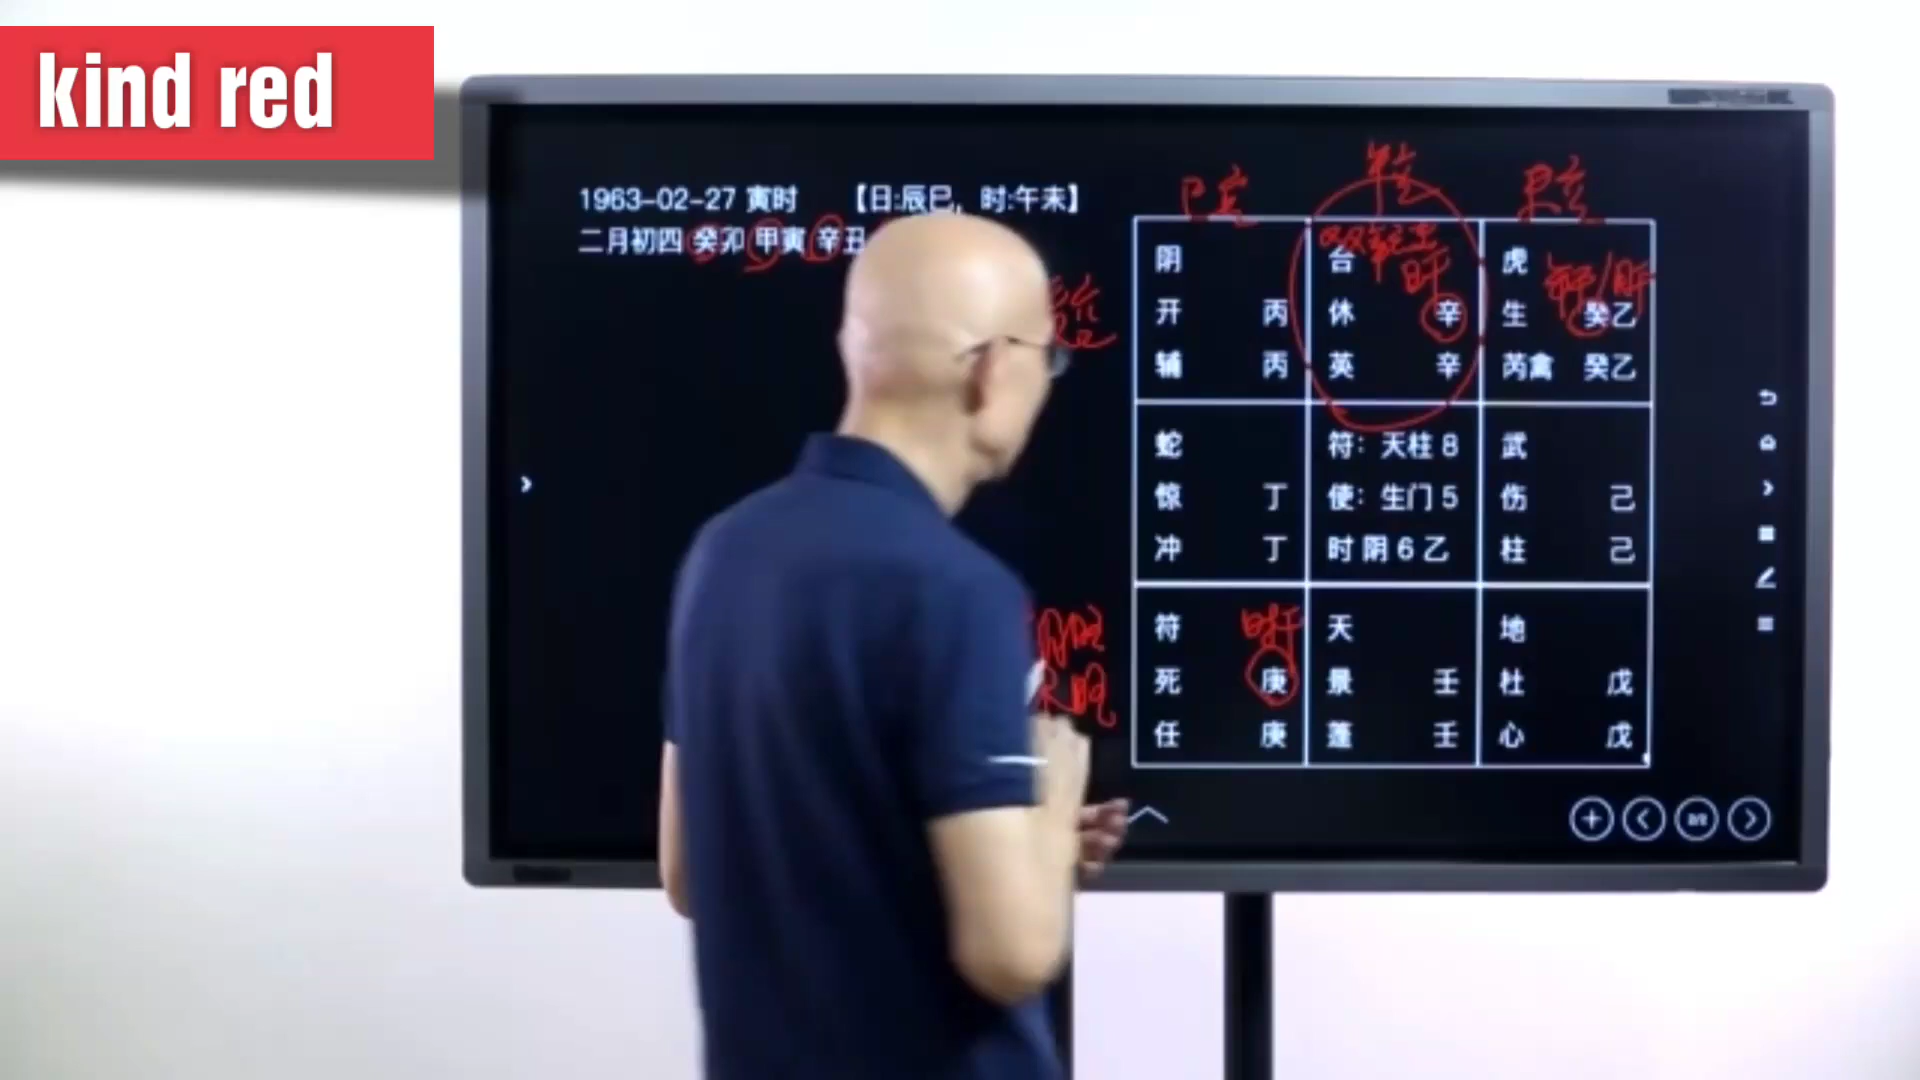 kind red
1963-02-27 寅时 【日:辰巳, 时:午未】
二月初四 癸卯 甲寅 辛丑
阴
开 丙
辅 丙
台
休 辛
英 辛
虎
生 癸乙
芮禽 癸乙
蛇
惊 丁
冲 丁
符: 天柱 8
使: 生门 5
时 阴 6 乙
武
伤 己
柱 己
符 时干
死 庚
任 庚
天
景 壬
蓬 壬
地
杜 戊
心 戊
日干